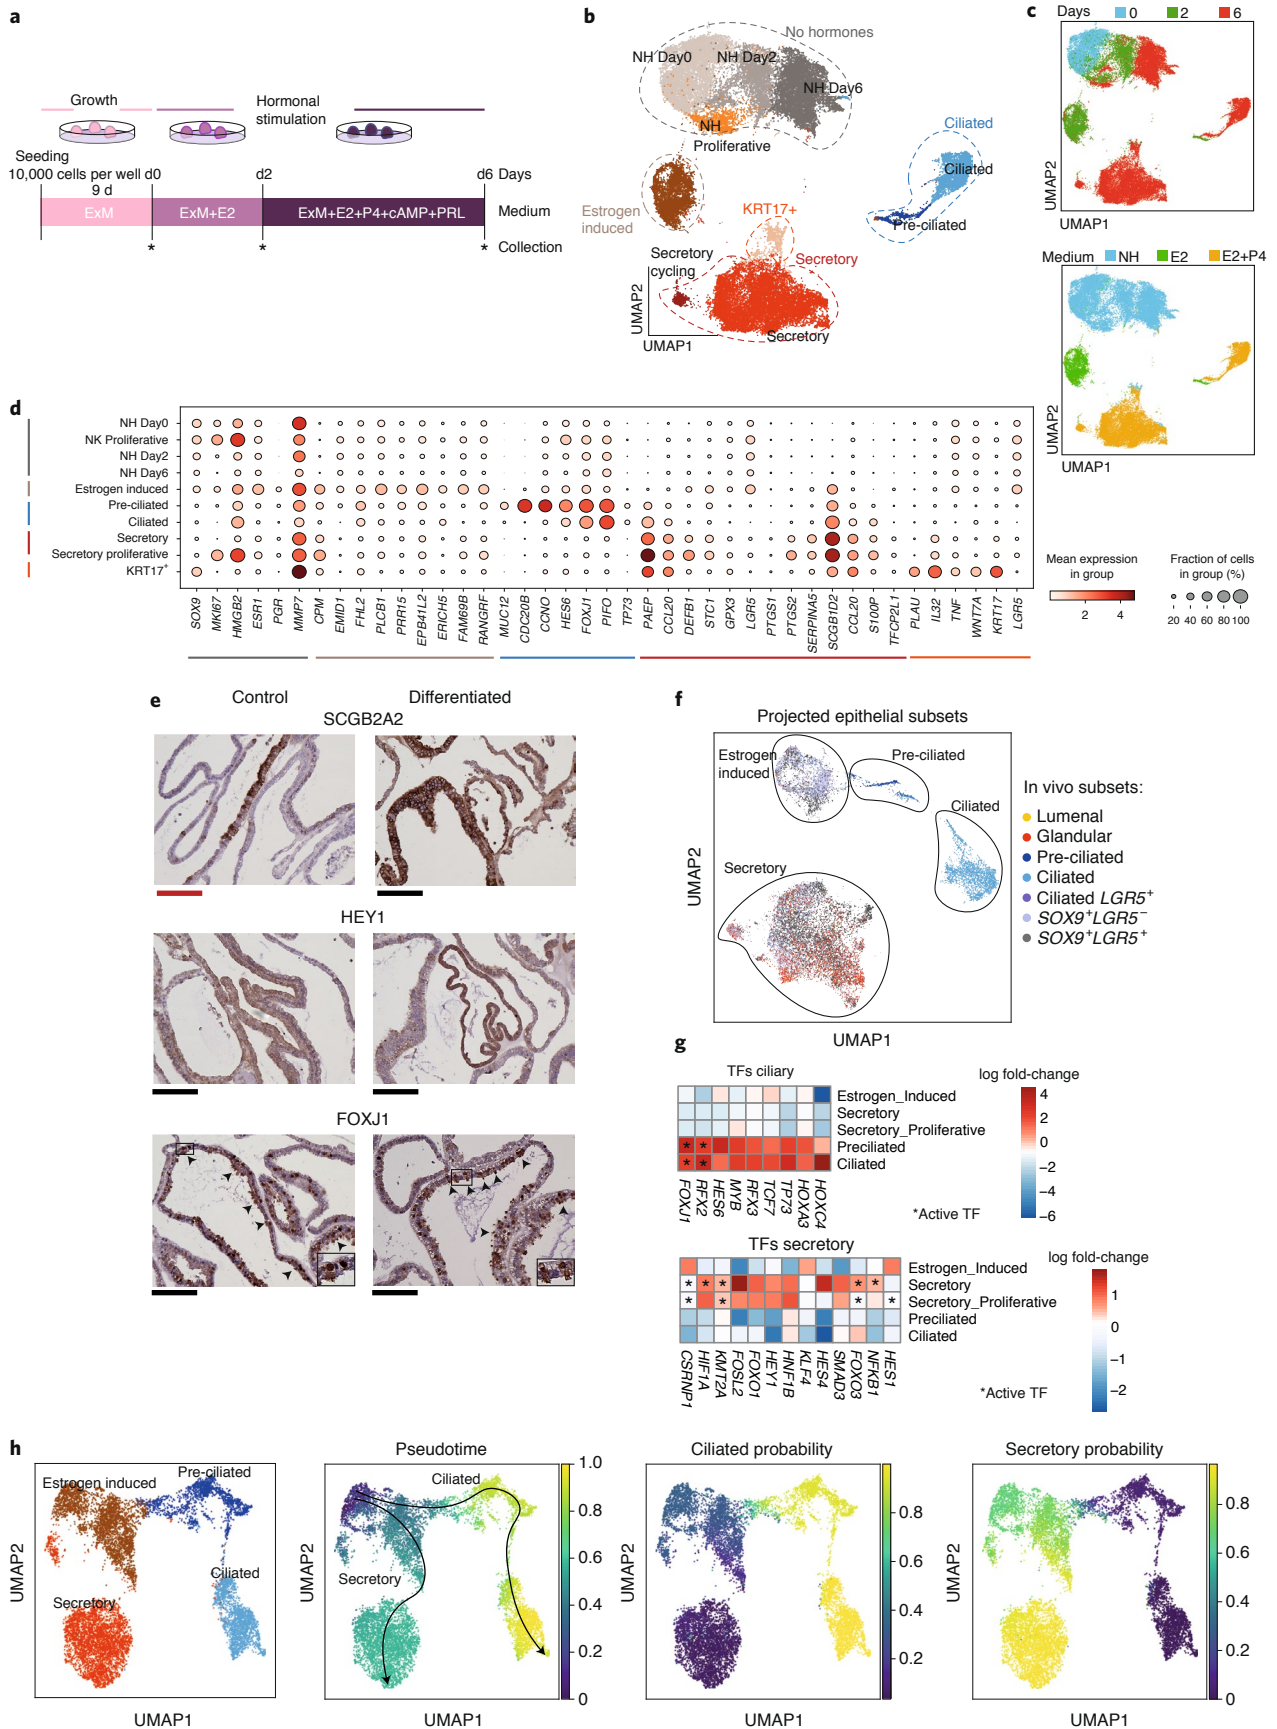 a
Growth
Hormonal
stimulation
Seeding
10,000 cells per well d0
9 d
d2
d6 Days
ExM
ExM+E2
ExM+E2+P4+cAMP+PRL
Medium
*
*
*
Collection
b
No hormones
NH Day0
NH Day2
NH Day6
NH
Proliferative
Ciliated
Ciliated
Pre-ciliated
Estrogen
induced
KRT17+
Secretory
cycling
Secretory
Secretory
UMAP2
UMAP1
c
Days 0 2 6
UMAP2
UMAP1
Medium NH E2 E2+P4
UMAP2
UMAP1
d
NH Day0
NK Proliferative
NH Day2
NH Day6
Estrogen induced
Pre-ciliated
Ciliated
Secretory
Secretory proliferative
KRT17+
SOX9 MKI67 HMGB2 ESR1 PGR MMP7 CPM EMID1 FHL2 PLCB1 PRR15 EPB41L2 ERICH5 FAM69B RANGRF MUC12 CDC20B CCNO HES6 FOXJ1 PIFO TP73 PAEP CCL20 DEFB1 STC1 GPX3 LGR5 PTGS1 PTGS2 SERPINA5 SCGB1D2 CCL20 S100P TFCP2L1 PLAU IL32 TNF WNT7A KRT17 LGR5
Mean expression
in group
2 4
Fraction of cells
in group (%)
20 40 60 80 100
e
Control Differentiated
SCGB2A2
HEY1
FOXJ1
f
Projected epithelial subsets
Estrogen
induced
Pre-ciliated
Ciliated
Secretory
UMAP2
UMAP1
In vivo subsets:
Lumenal
Glandular
Pre-ciliated
Ciliated
Ciliated LGR5+
SOX9+LGR5−
SOX9+LGR5+
g
TFs ciliary
Estrogen_Induced
Secretory
Secretory_Proliferative
* * Preciliated
* * Ciliated
FOXJ1 RFX2 HES6 MYB RFX3 TCF7 TP73 HOXA3 HOXC4
*Active TF
log fold-change
4
2
0
−2
−4
−6
TFs secretory
Estrogen_Induced
* * * * * Secretory
* * * * Secretory_Proliferative
Preciliated
Ciliated
CSRNP1 HIF1A KMT2A FOSL2 FOXO1 HEY1 HNF1B KLF4 HES4 SMAD3 FOXO3 NFKB1 HES1
*Active TF
log fold-change
1
0
−1
−2
h
Estrogen induced
Pre-ciliated
Ciliated
Secretory
UMAP2
UMAP1
Pseudotime
Ciliated
Secretory
UMAP2
UMAP1
1.0
0.8
0.6
0.4
0.2
0
Ciliated probability
UMAP2
UMAP1
0.8
0.6
0.4
0.2
Secretory probability
UMAP2
UMAP1
0.8
0.6
0.4
0.2
0